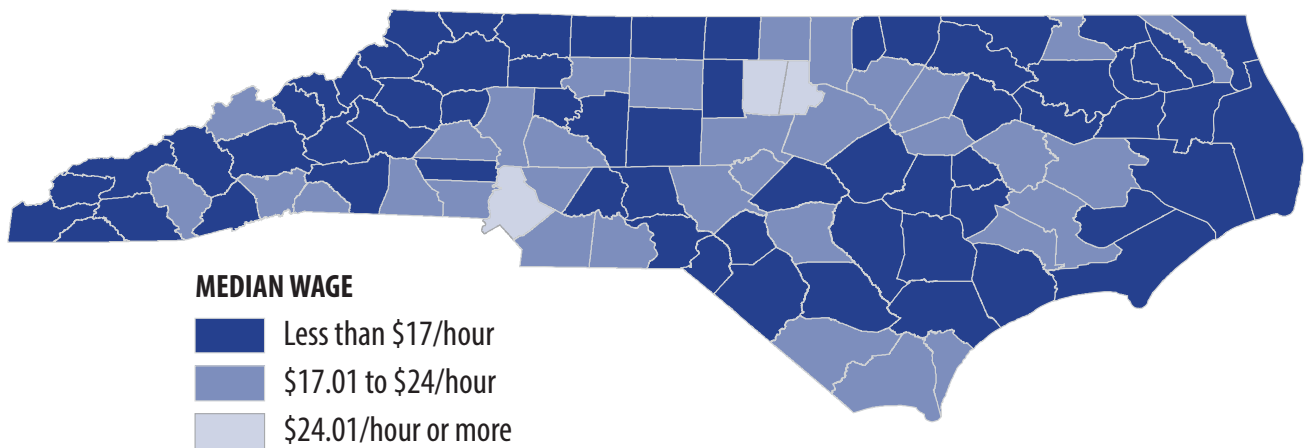 MEDIAN WAGE
Less than $17/hour
$17.01 to $24/hour
$24.01/hour or more